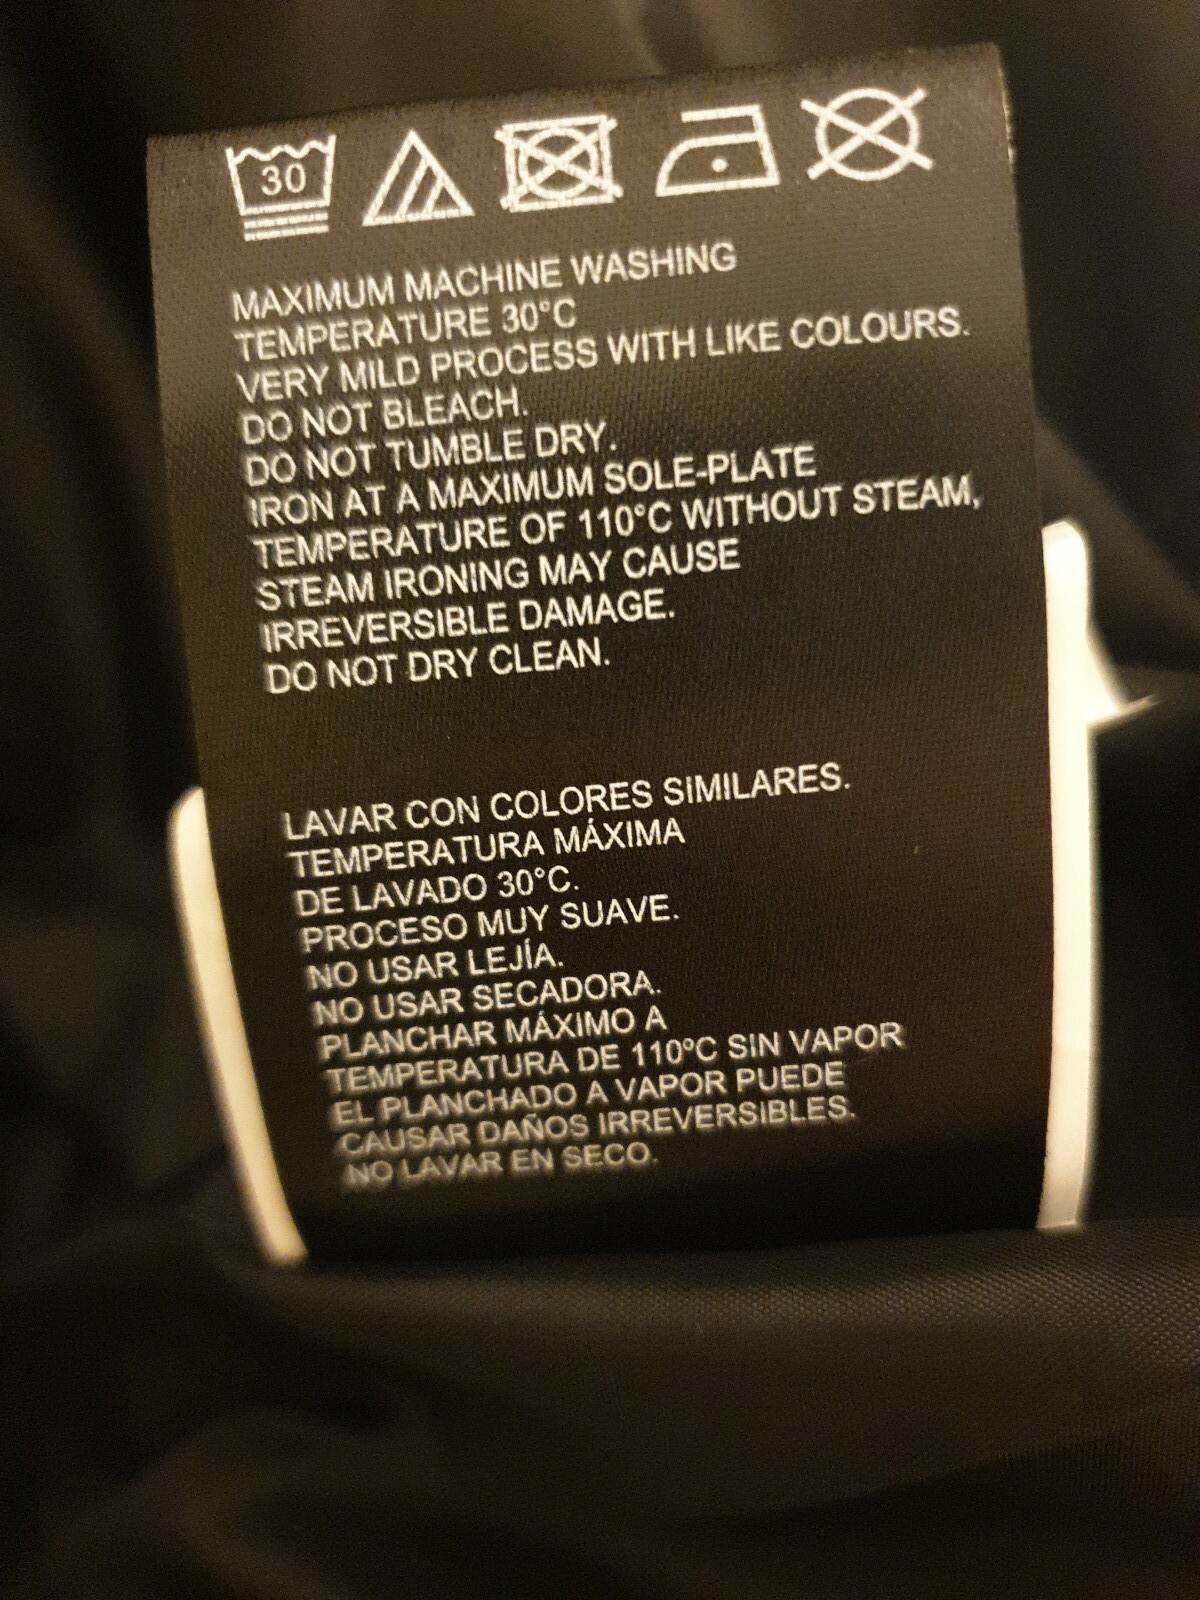 30
MAXIMUM MACHINE WASHING
TEMPERATURE 30°C
VERY MILD PROCESS WITH LIKE COLOURS.
DO NOT BLEACH.
DO NOT TUMBLE DRY.
IRON AT A MAXIMUM SOLE-PLATE
TEMPERATURE OF 110°C WITHOUT STEAM,
STEAM IRONING MAY CAUSE
IRREVERSIBLE DAMAGE.
DO NOT DRY CLEAN.
LAVAR CON COLORES SIMILARES.
TEMPERATURA MÁXIMA
DE LAVADO 30°C.
PROCESO MUY SUAVE.
NO USAR LEJÍA.
NO USAR SECADORA.
PLANCHAR MÁXIMO A
TEMPERATURA DE 110ºC SIN VAPOR
EL PLANCHADO A VAPOR PUEDE
CAUSAR DAÑOS IRREVERSIBLES.
NO LAVAR EN SECO.